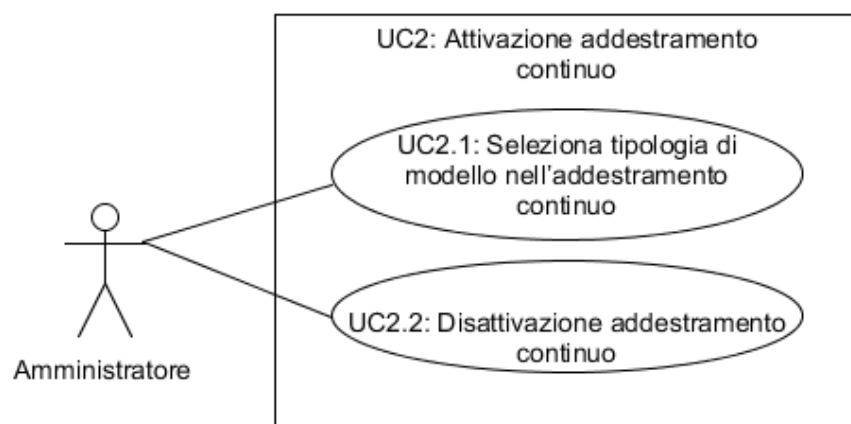 UC2: Attivazione addestramento
continuo
UC2.1: Seleziona tipologia di
modello nell'addestramento
continuo
UC2.2: Disattivazione addestramento
continuo
Amministratore